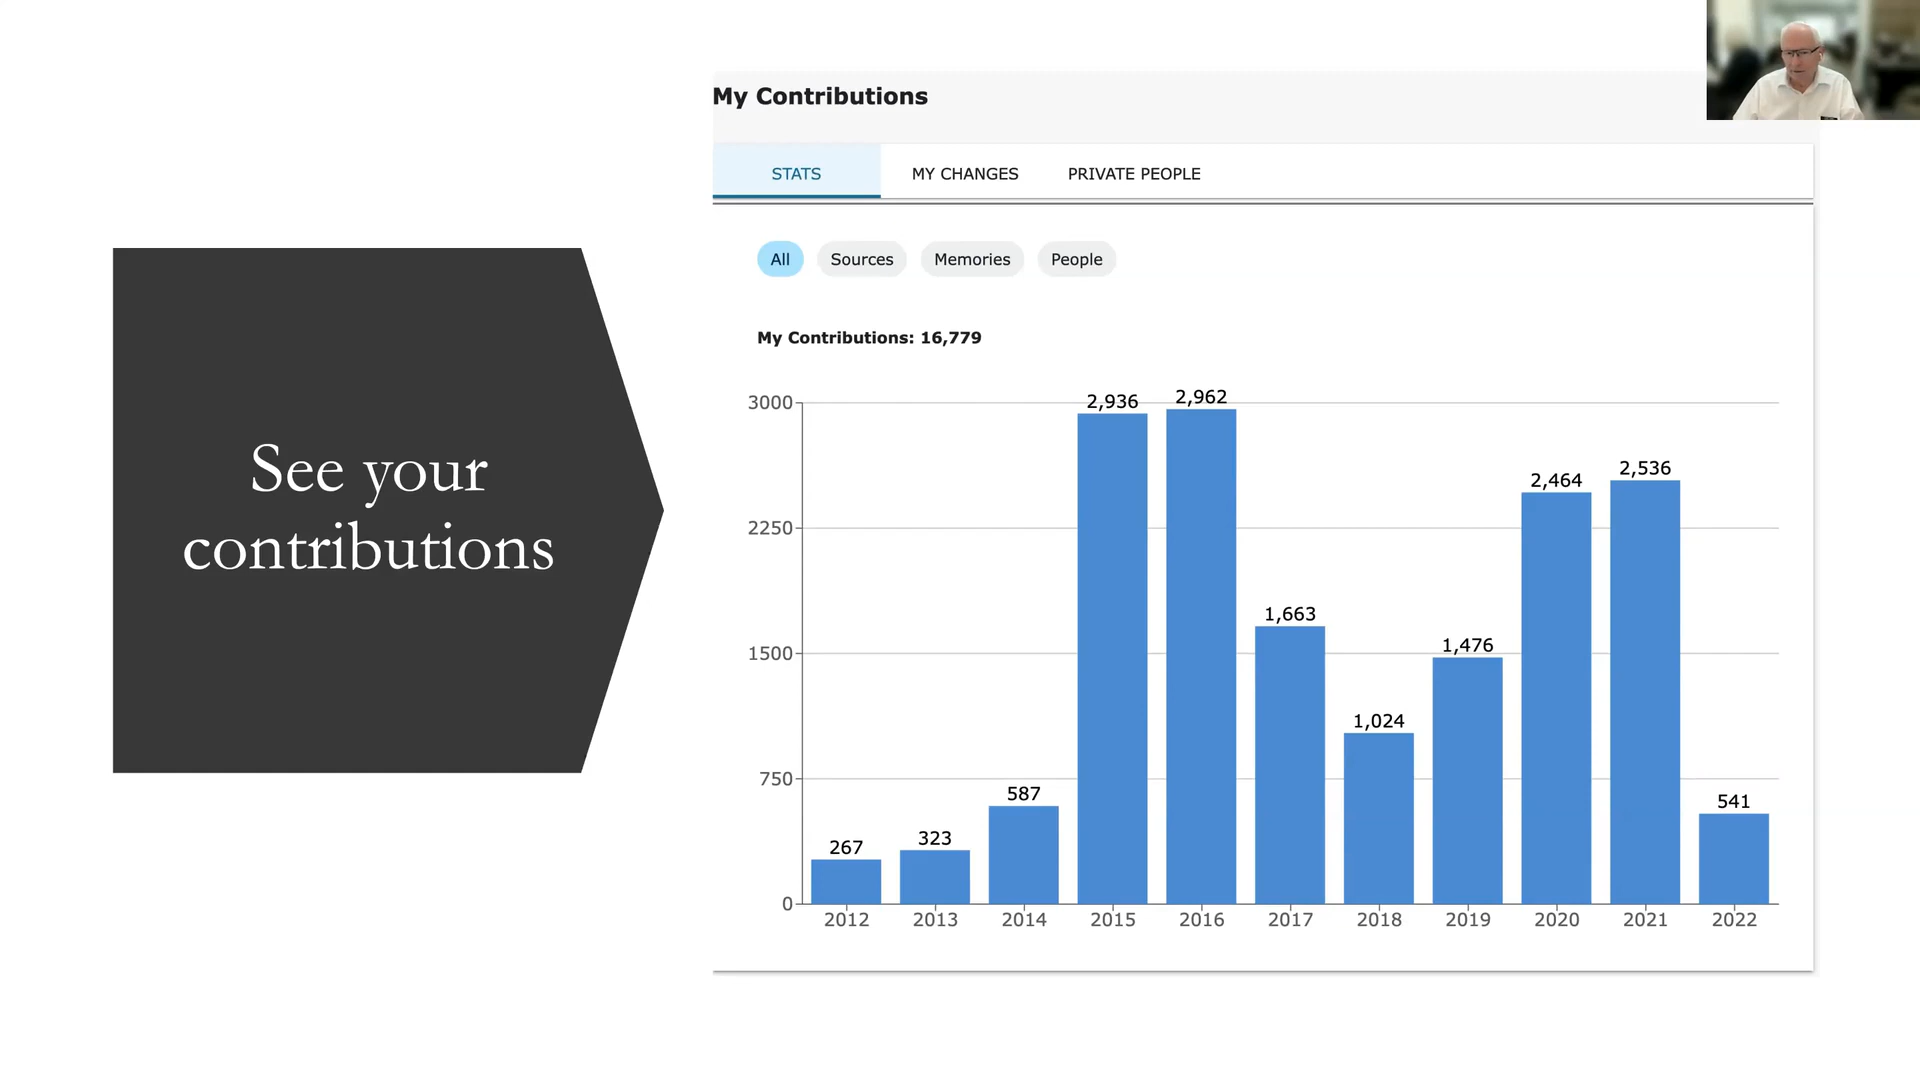 See your
contributions
My Contributions
STATS MY CHANGES PRIVATE PEOPLE
All Sources Memories People
My Contributions: 16,779
3000
2250
1500
750
0
267
323
587
2,936
2,962
1,663
1,024
1,476
2,464
2,536
541
2012 2013 2014 2015 2016 2017 2018 2019 2020 2021 2022